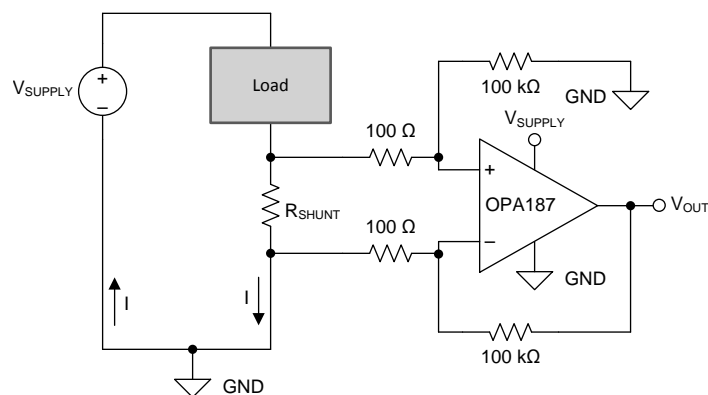 100 kΩ
GND
VSUPPLY
+
−
Load
100 Ω
VSUPPLY
+
OPA187
−
VOUT
RSHUNT
100 Ω
GND
I
I
100 kΩ
GND